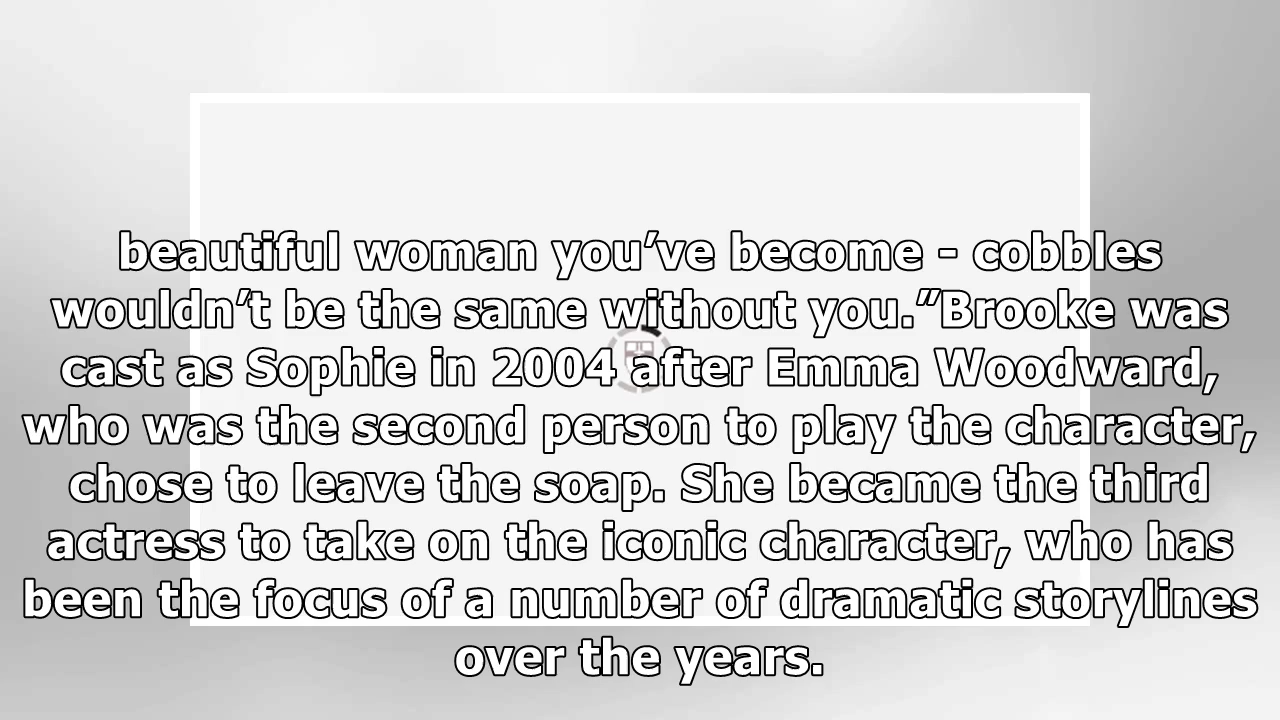 beautiful woman you’ve become - cobbles
wouldn’t be the same without you.”Brooke was
cast as Sophie in 2004 after Emma Woodward,
who was the second person to play the character,
chose to leave the soap. She became the third
actress to take on the iconic character, who has
been the focus of a number of dramatic storylines
over the years.